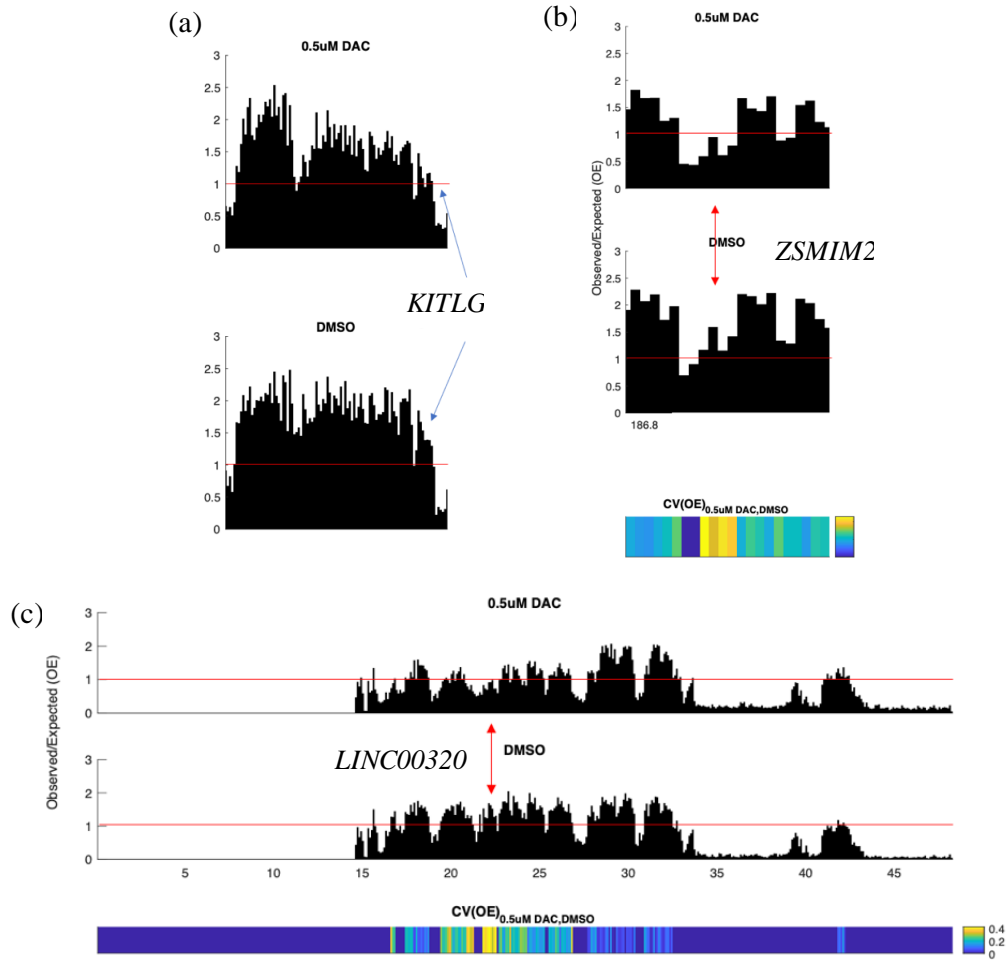 (a)
0.5uM DAC
3
2.5
2
1.5
1
0.5
0
KITLG
DMSO
3
2.5
2
1.5
1
0.5
0
(b)
0.5uM DAC
3
2.5
2
1.5
1
0.5
0
Observed/Expected (OE)
DMSO
ZSMIM2
3
2.5
2
1.5
1
0.5
0
186.8
CV(OE)0.5uM DAC,DMSO
(c)
0.5uM DAC
3
2
1
0
Observed/Expected (OE)
LINC00320
DMSO
3
2
1
0
5 10 15 20 25 30 35 40 45
CV(OE)0.5uM DAC,DMSO
0.4
0.2
0